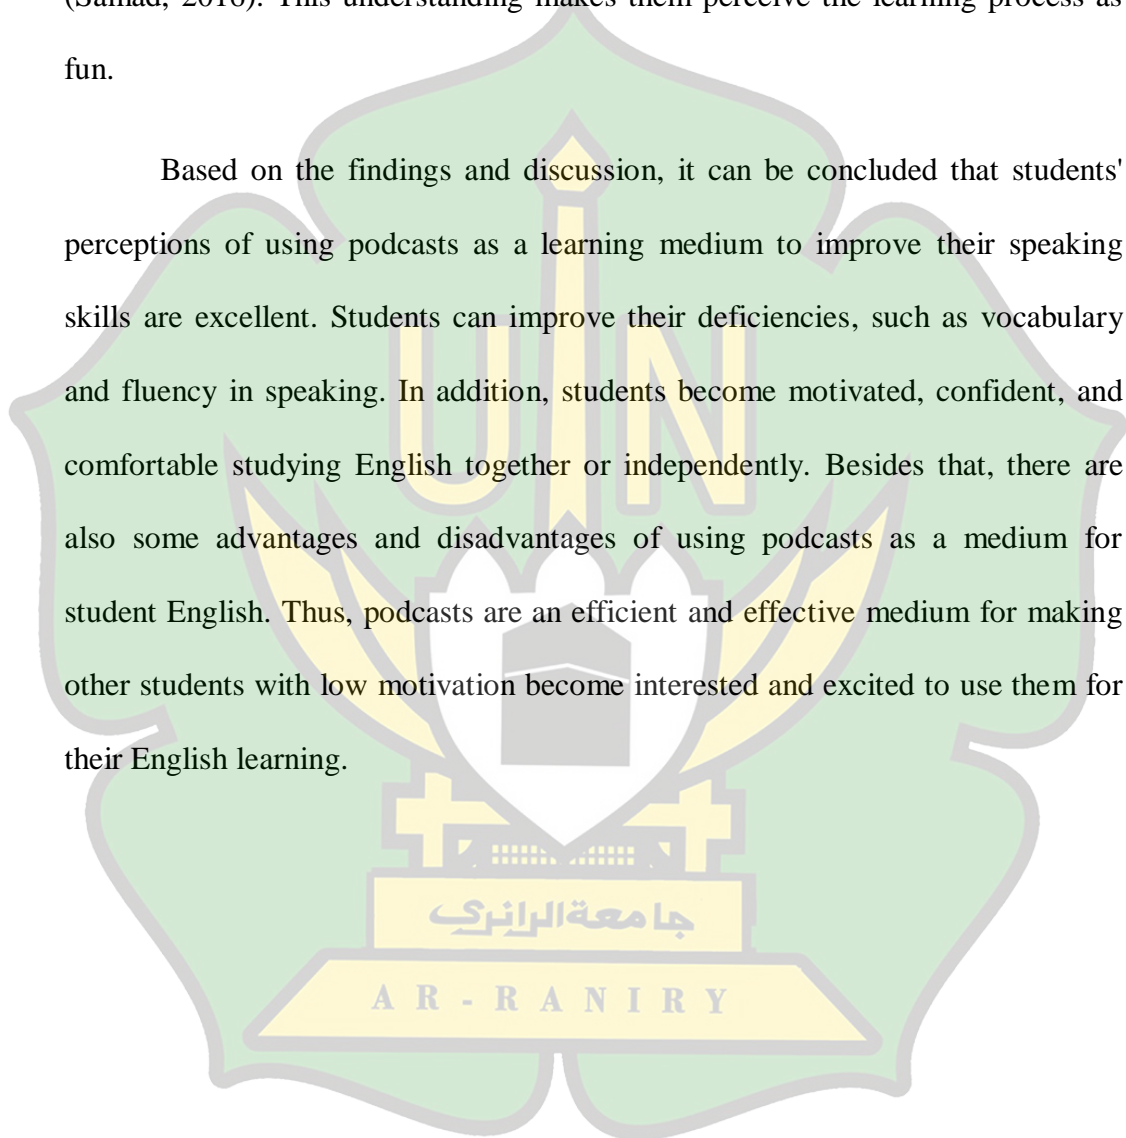 (Samad, 2016). This understanding makes them perceive the learning process as
fun.
Based on the findings and discussion, it can be concluded that students'
perceptions of using podcasts as a learning medium to improve their speaking
skills are excellent. Students can improve their deficiencies, such as vocabulary
and fluency in speaking. In addition, students become motivated, confident, and
comfortable studying English together or independently. Besides that, there are
also some advantages and disadvantages of using podcasts as a medium for
student English. Thus, podcasts are an efficient and effective medium for making
other students with low motivation become interested and excited to use them for
their English learning.
UIN
جامعةالرانري
AR-RANIRY